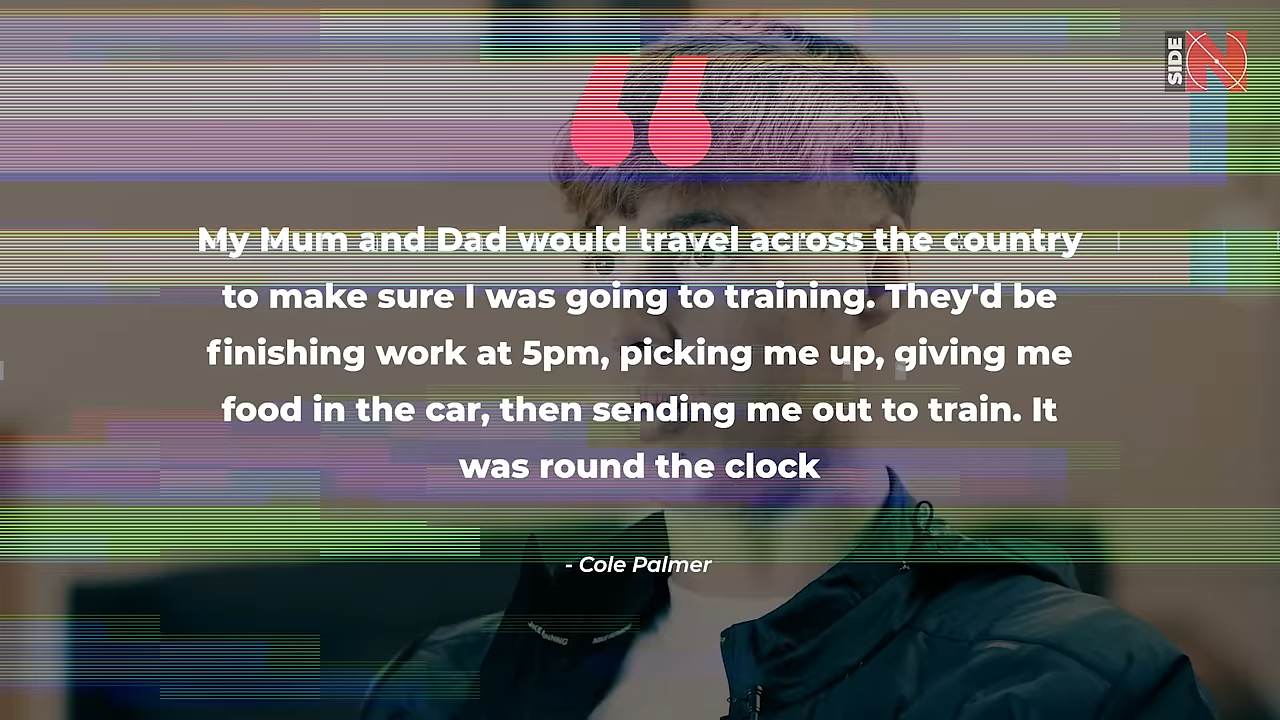 SIDE
N
“
My Mum and Dad would travel across the country
to make sure I was going to training. They'd be
finishing work at 5pm, picking me up, giving me
food in the car, then sending me out to train. It
was round the clock
- Cole Palmer